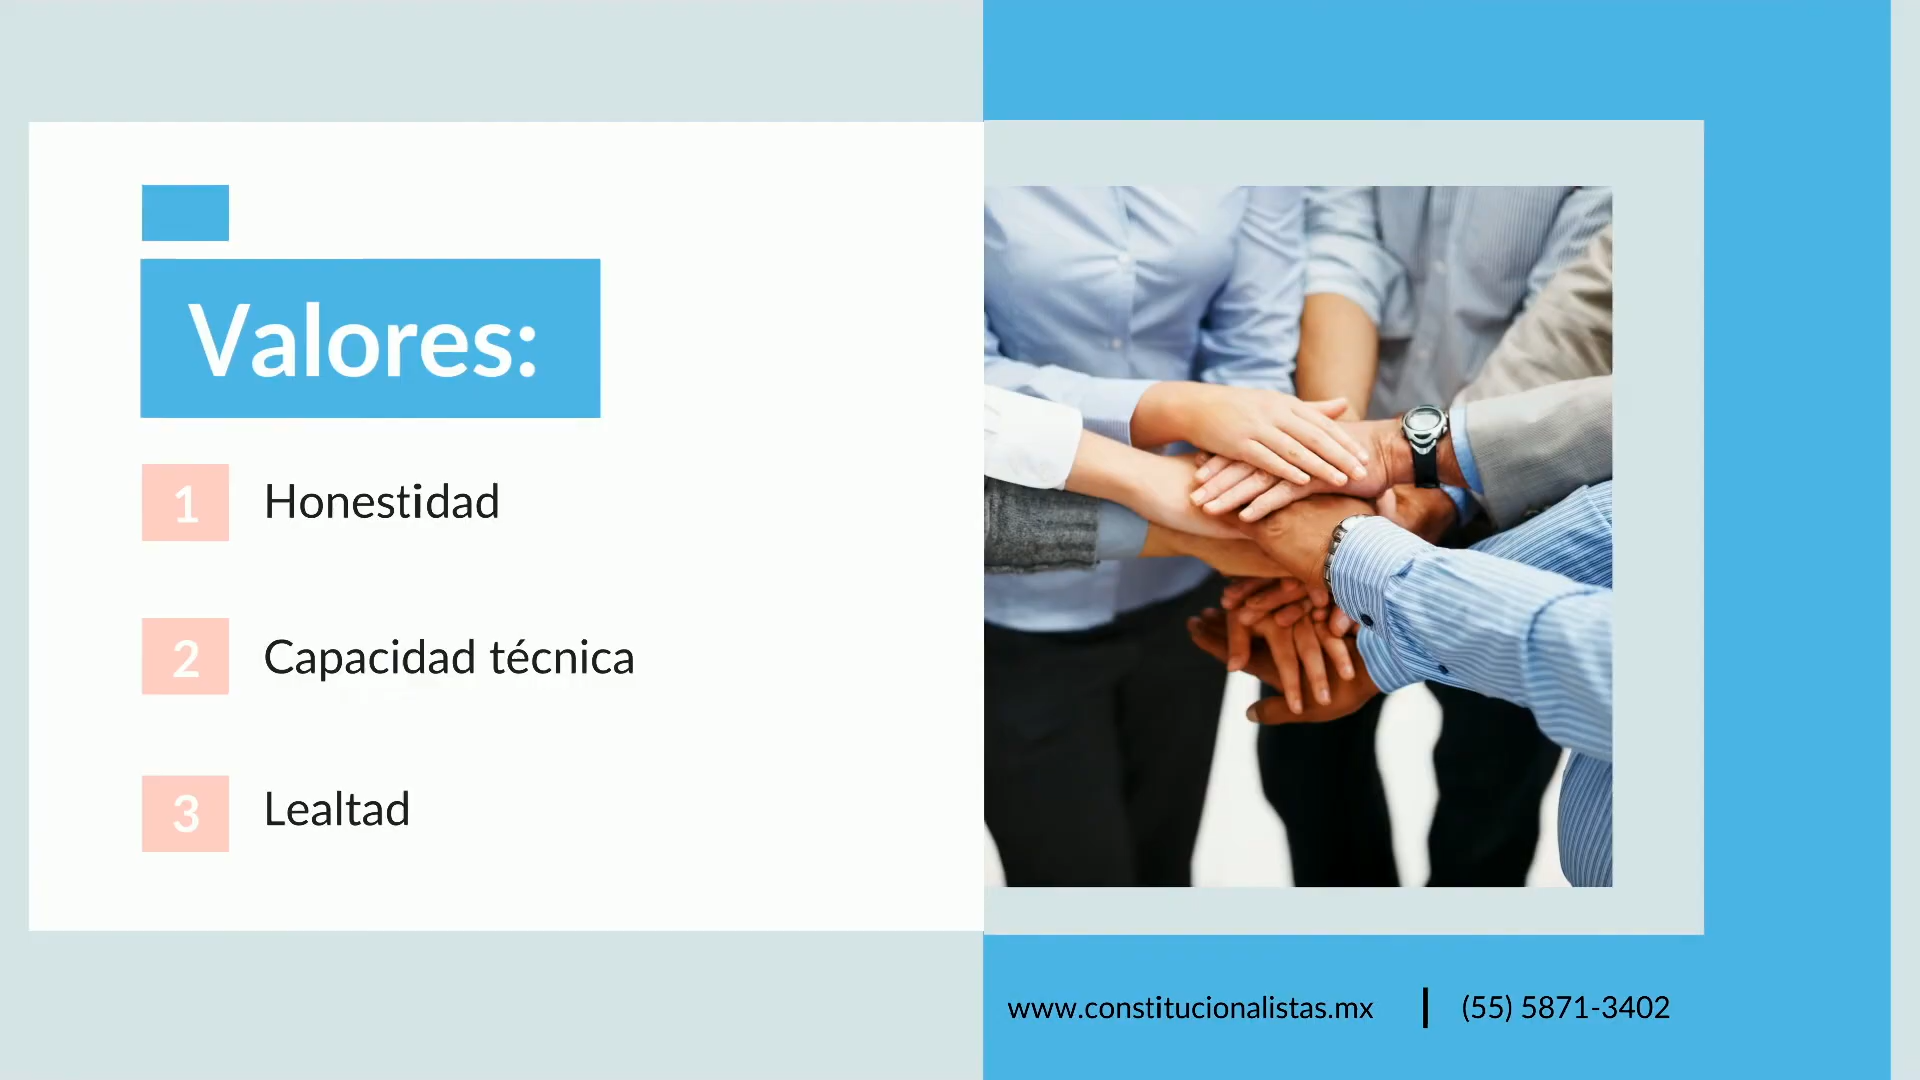 Valores:
1 Honestidad
2 Capacidad técnica
3 Lealtad
www.constitucionalistas.mx | (55) 5871-3402